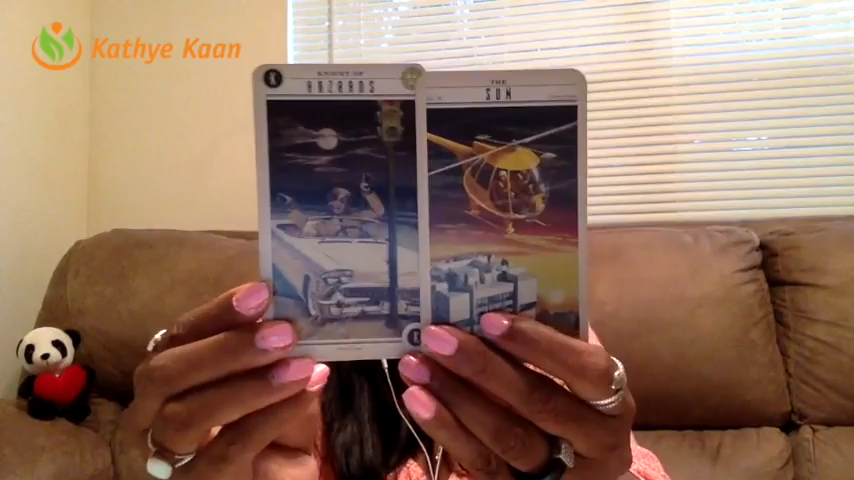 Kathye Kaan
K
KNIGHT OF
HAZARDS
THE
SUN
K